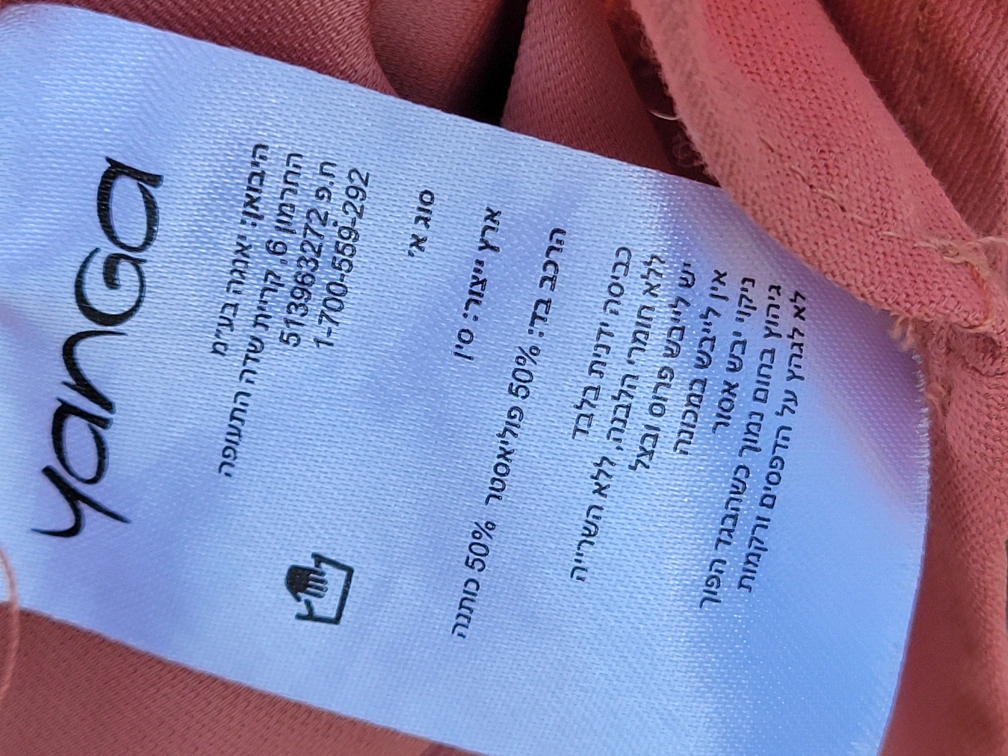 yanGa
היבואן: יאנגה בע״מ
החרמון 6, קריית שדה התעופה
ח.פ 513963272
1-700-559-292
סוג א׳
ארץ ייצור: סין
הרכב בד: 50% פוליאסטר 50% כותנה
כביסה ידנית בלבד
ללא חומרי הלבנה, ללא השרייה
יש לייבש פרוס ובצל
אין לייבש במכונה
ניקוי יבש אסור
גיהוץ בחום נמוך כשהבגד הפוך
לא לגהץ על הדפסים ורקמות